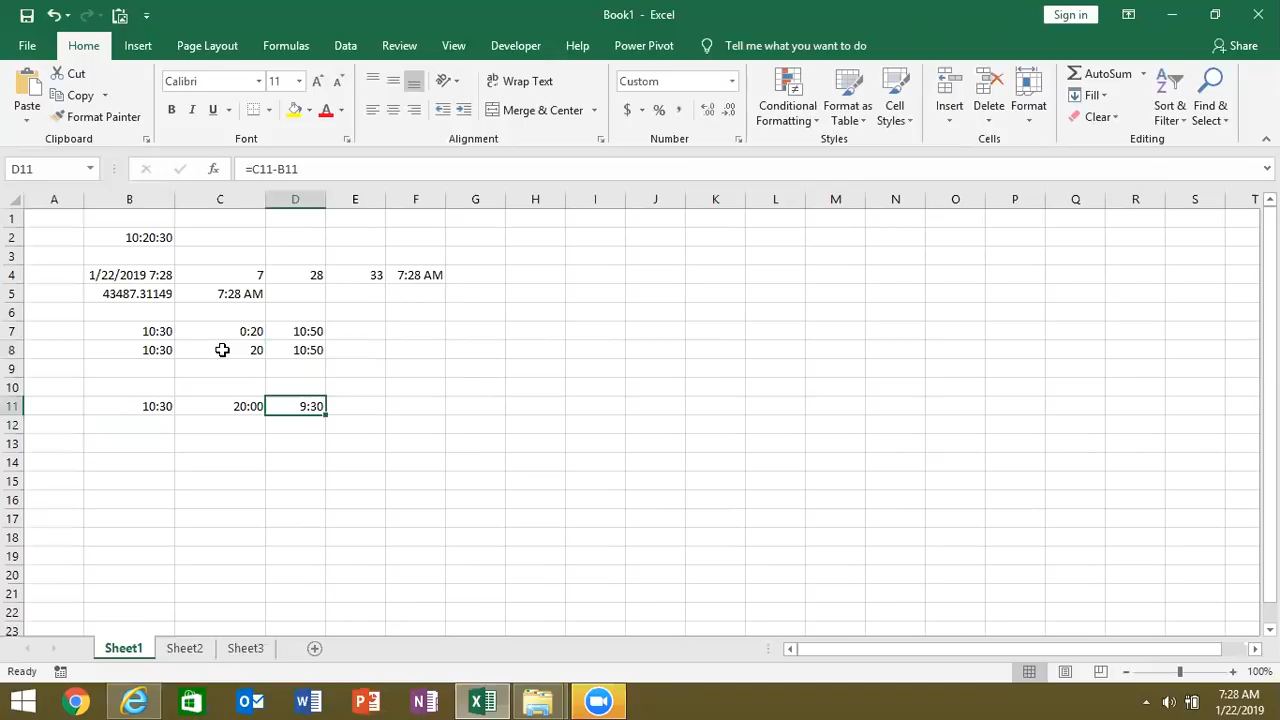 Book1 - Excel
Sign in
File Home Insert Page Layout Formulas Data Review View Developer Help Power Pivot Tell me what you want to do Share
Paste
Cut
Copy
Format Painter
Clipboard
Calibri 11
B I U
Font
Wrap Text
Merge & Center
Alignment
Custom
$ % ,
Number
Conditional Formatting
Format as Table
Cell Styles
Styles
Insert Delete Format
Cells
AutoSum
Fill
Clear
Sort & Filter
Find & Select
Editing
D11 fx =C11-B11
A B C D E F G H I J K L M N O P Q R S T
1
2 10:20:30
3
4 1/22/2019 7:28 7 28 33 7:28 AM
5 43487.31149 7:28 AM
6
7 10:30 0:20 10:50
8 10:30 20 10:50
9
10
11 10:30 20:00 9:30
12
13
14
15
16
17
18
19
20
21
22
23
Sheet1 Sheet2 Sheet3
Ready 100%
7:28 AM
1/22/2019